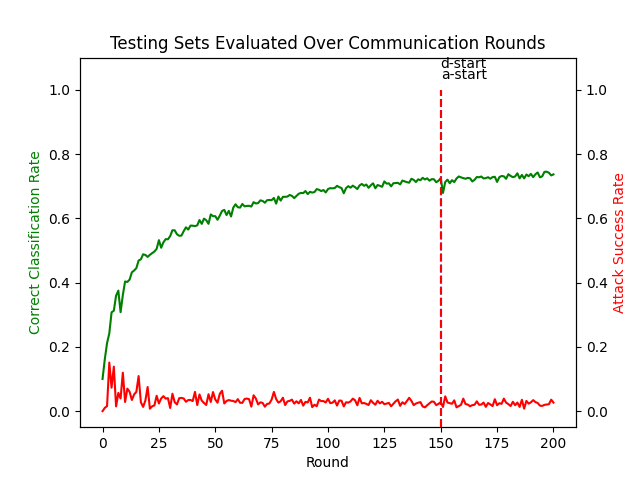 Testing Sets Evaluated Over Communication Rounds
d-start
a-start
1.0
0.8
0.6
0.4
0.2
0.0
Correct Classification Rate
1.0
0.8
0.6
0.4
0.2
0.0
Attack Success Rate
0 25 50 75 100 125 150 175 200
Round